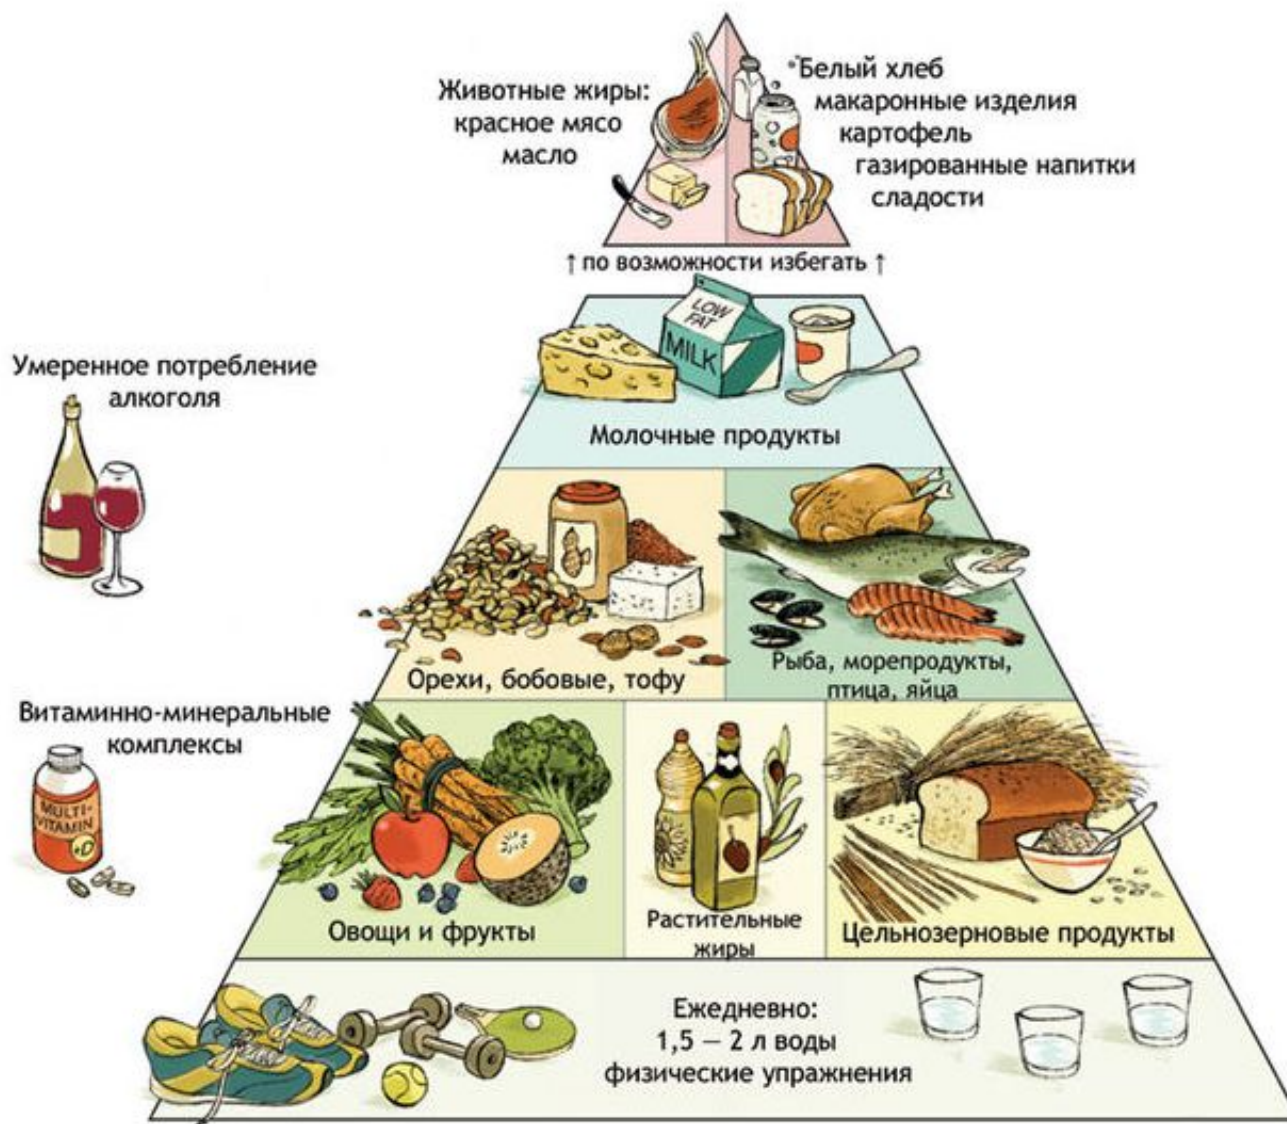 Животные жиры:
красное мясо
масло
Белый хлеб
макаронные изделия
картофель
газированные напитки
сладости
↑ по возможности избегать ↑
LOW
FAT
MILK
Молочные продукты
Умеренное потребление
алкоголя
Орехи, бобовые, тофу
Рыба, морепродукты,
птица, яйца
Витаминно-минеральные
комплексы
MULTI-
VITAMIN
+D
Овощи и фрукты
Растительные
жиры
Цельнозерновые продукты
Ежедневно:
1,5 — 2 л воды
физические упражнения